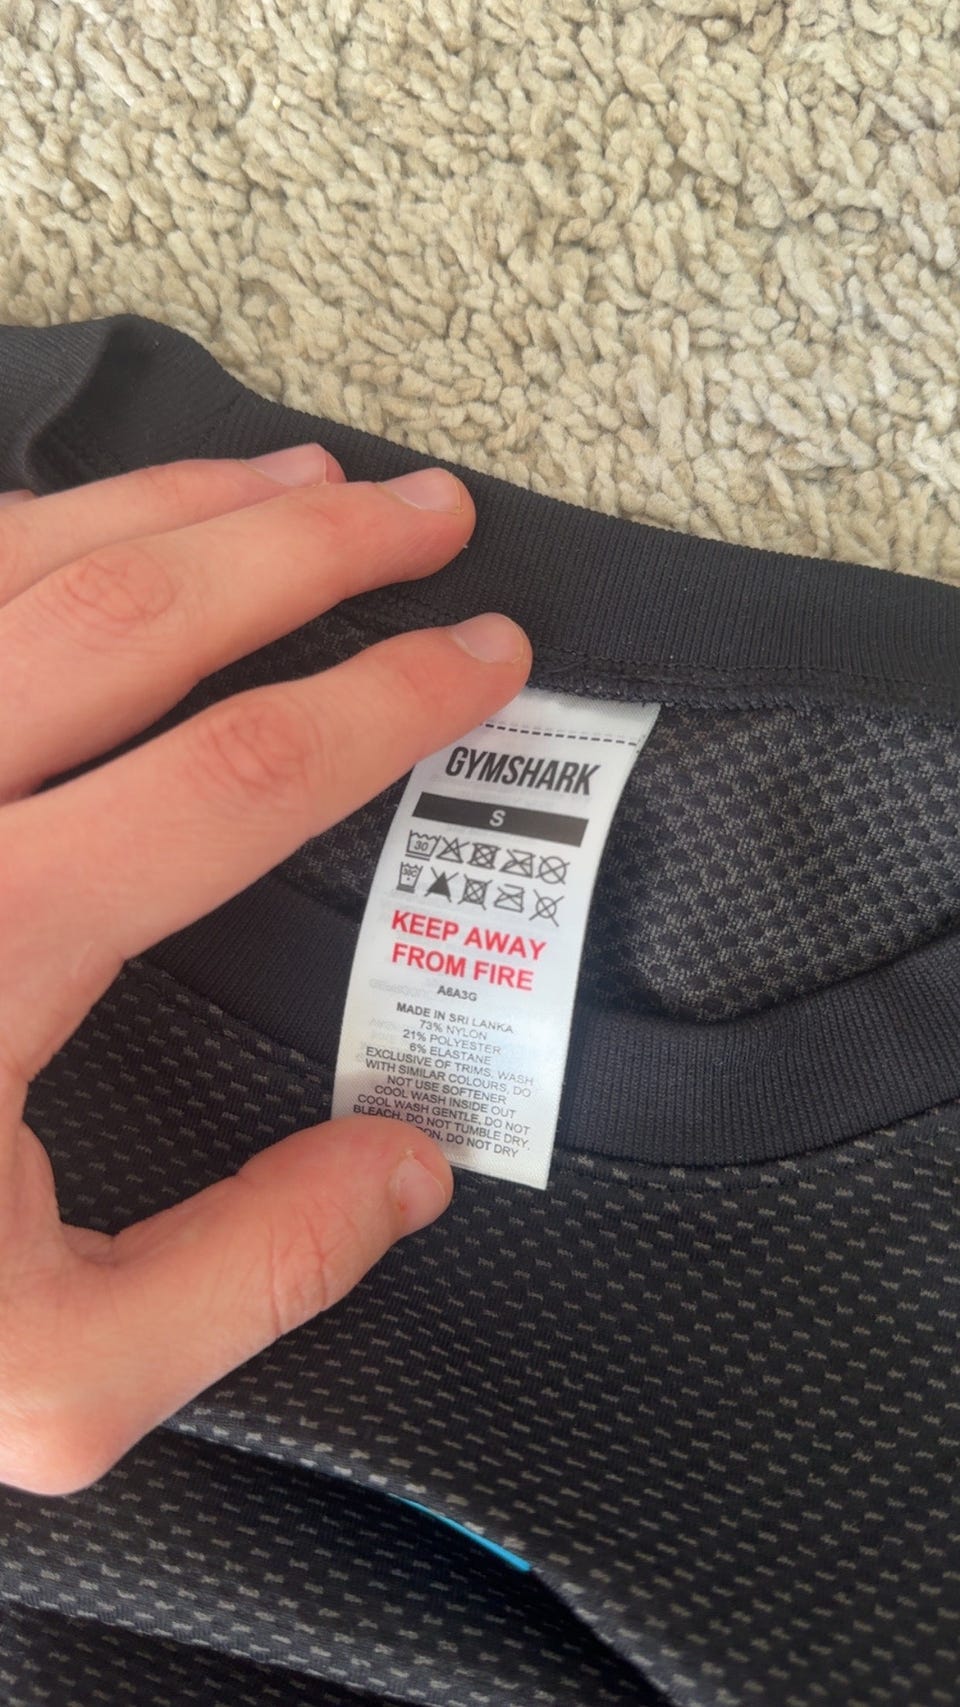 GYMSHARK
S
30
KEEP AWAY
FROM FIRE
A6A3G
MADE IN SRI LANKA
73% NYLON
21% POLYESTER
6% ELASTANE
EXCLUSIVE OF TRIMS. WASH
WITH SIMILAR COLOURS, DO
NOT USE SOFTENER
COOL WASH INSIDE OUT
COOL WASH GENTLE, DO NOT
BLEACH, DO NOT TUMBLE DRY.
DO NOT DRY